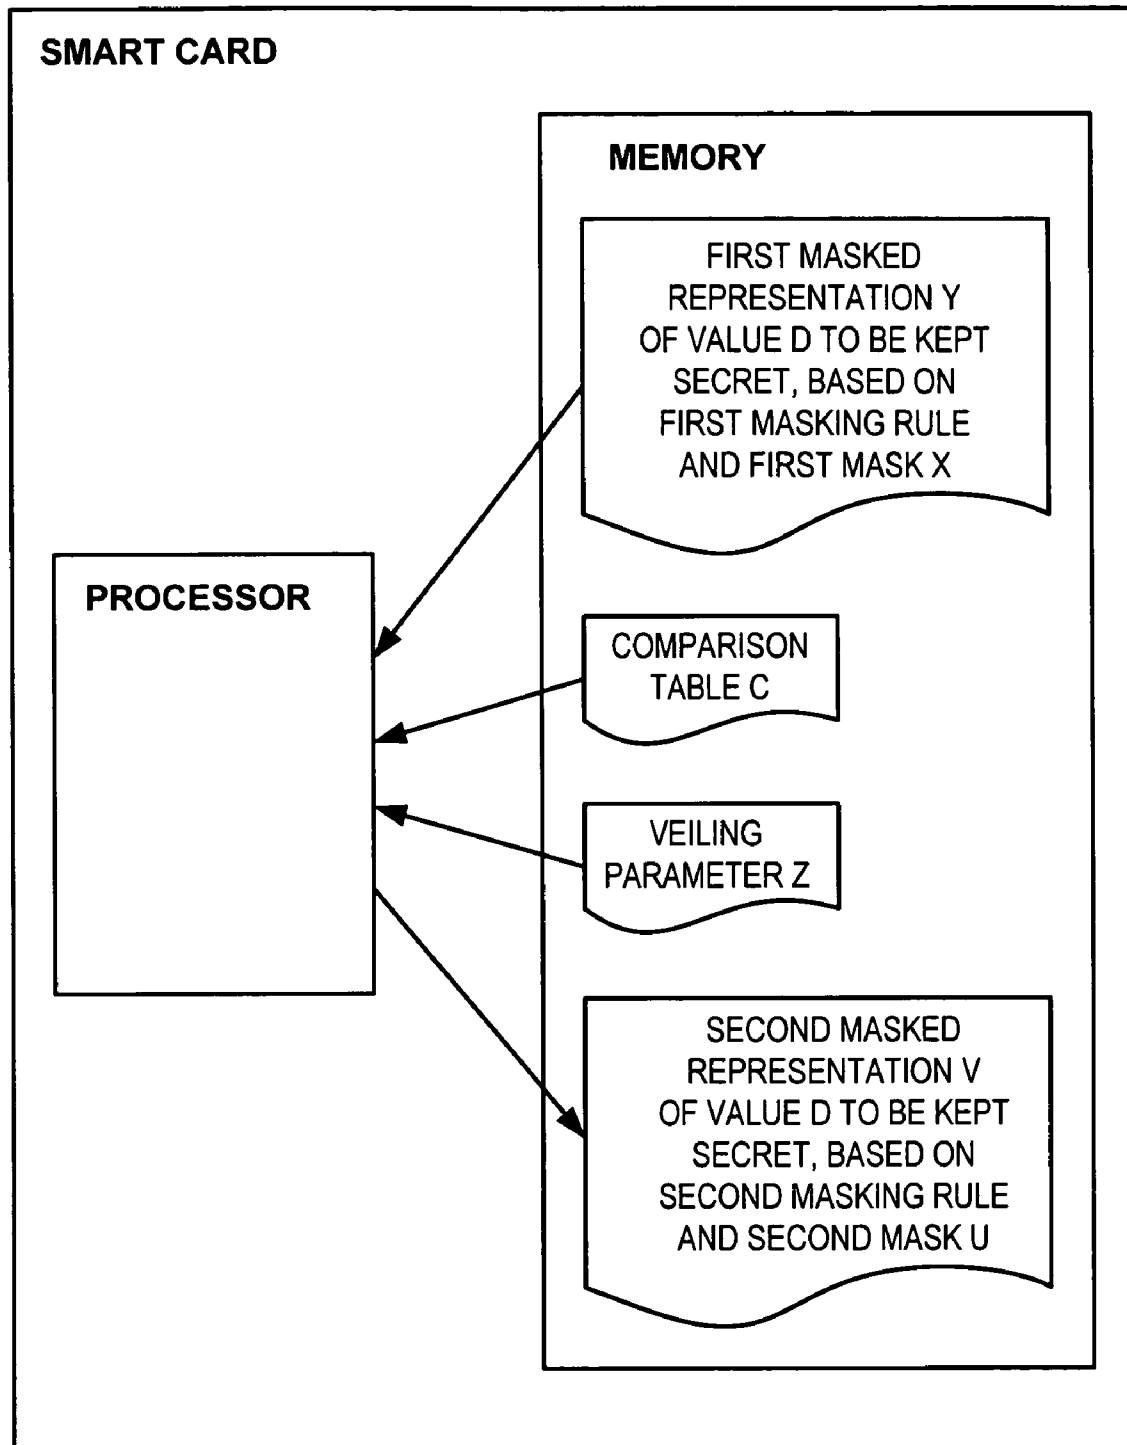 SMART CARD
MEMORY
FIRST MASKED
REPRESENTATION Y
OF VALUE D TO BE KEPT
SECRET, BASED ON
FIRST MASKING RULE
AND FIRST MASK X
PROCESSOR
COMPARISON
TABLE C
VEILING
PARAMETER Z
SECOND MASKED
REPRESENTATION V
OF VALUE D TO BE KEPT
SECRET, BASED ON
SECOND MASKING RULE
AND SECOND MASK U